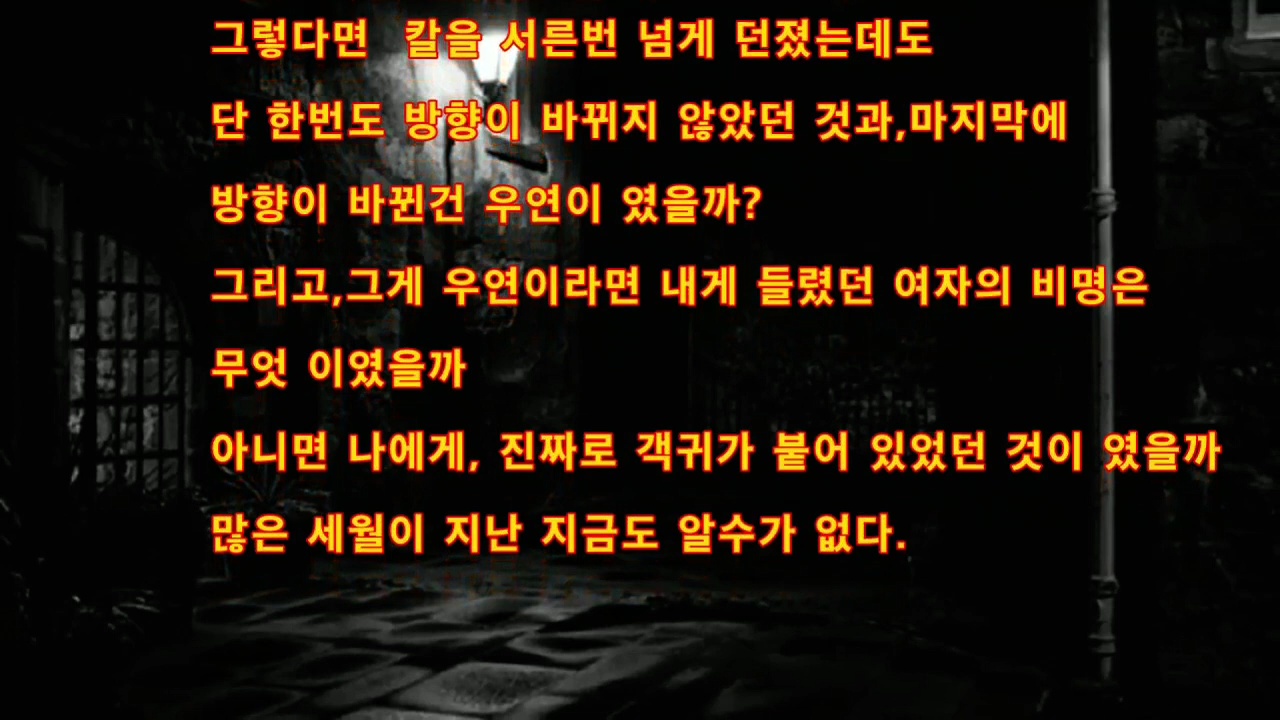 그렇다면 칼을 서른번 넘게 던졌는데도
단 한번도 방향이 바뀌지 않았던 것과,마지막에
방향이 바뀐건 우연이 였을까?
그리고,그게 우연이라면 내게 들렸던 여자의 비명은
무엇 이였을까
아니면 나에게, 진짜로 객귀가 붙어 있었던 것이 였을까
많은 세월이 지난 지금도 알수가 없다.